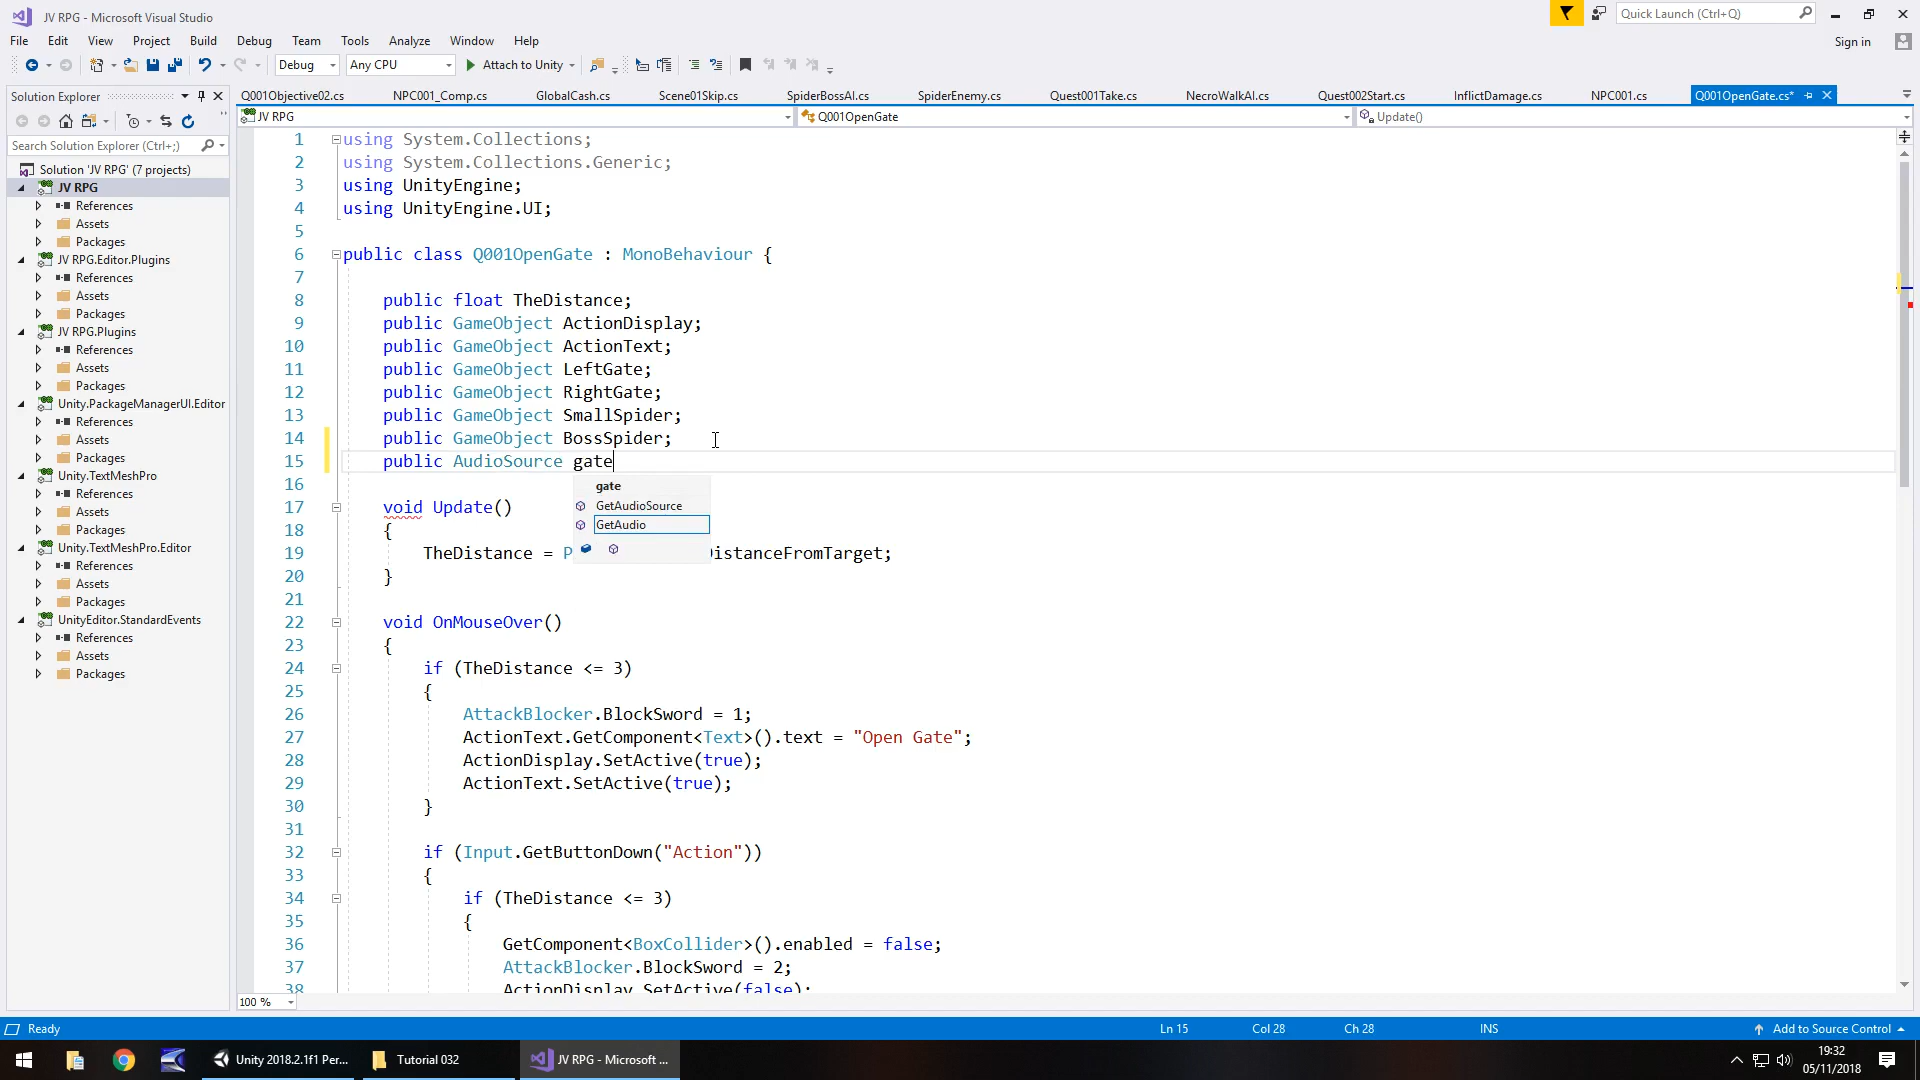 JV RPG - Microsoft Visual Studio
Quick Launch (Ctrl+Q)
File Edit View Project Build Debug Team Tools Analyze Window Help
Sign in
Debug Any CPU Attach to Unity
Solution Explorer
Q001Objective02.cs NPC001_Comp.cs GlobalCash.cs Scene01Skip.cs SpiderBossAI.cs SpiderEnemy.cs Quest001Take.cs NecroWalkAI.cs Quest002Start.cs InflictDamage.cs NPC001.cs Q001OpenGate.cs*
JV RPG Q001OpenGate Update()
Search Solution Explorer (Ctrl+;)
Solution 'JV RPG' (7 projects)
JV RPG
References
Assets
Packages
JV RPG.Editor.Plugins
References
Assets
Packages
JV RPG.Plugins
References
Assets
Packages
Unity.PackageManagerUI.Editor
References
Assets
Packages
Unity.TextMeshPro
References
Assets
Packages
Unity.TextMeshPro.Editor
References
Assets
Packages
UnityEditor.StandardEvents
References
Assets
Packages
1 using System.Collections;
2 using System.Collections.Generic;
3 using UnityEngine;
4 using UnityEngine.UI;
5
6 public class Q001OpenGate : MonoBehaviour {
7
8 public float TheDistance;
9 public GameObject ActionDisplay;
10 public GameObject ActionText;
11 public GameObject LeftGate;
12 public GameObject RightGate;
13 public GameObject SmallSpider;
14 public GameObject BossSpider;
15 public AudioSource gate
gate
GetAudioSource
GetAudio
16
17 void Update()
18 {
19 TheDistance = P DistanceFromTarget;
20 }
21
22 void OnMouseOver()
23 {
24 if (TheDistance <= 3)
25 {
26 AttackBlocker.BlockSword = 1;
27 ActionText.GetComponent<Text>().text = "Open Gate";
28 ActionDisplay.SetActive(true);
29 ActionText.SetActive(true);
30 }
31
32 if (Input.GetButtonDown("Action"))
33 {
34 if (TheDistance <= 3)
35 {
36 GetComponent<BoxCollider>().enabled = false;
37 AttackBlocker.BlockSword = 2;
38 ActionDisplay.SetActive(false);
100 %
Ready Ln 15 Col 28 Ch 28 INS Add to Source Control
Unity 2018.2.1f1 Per... Tutorial 032 JV RPG - Microsoft ...
19:32
05/11/2018